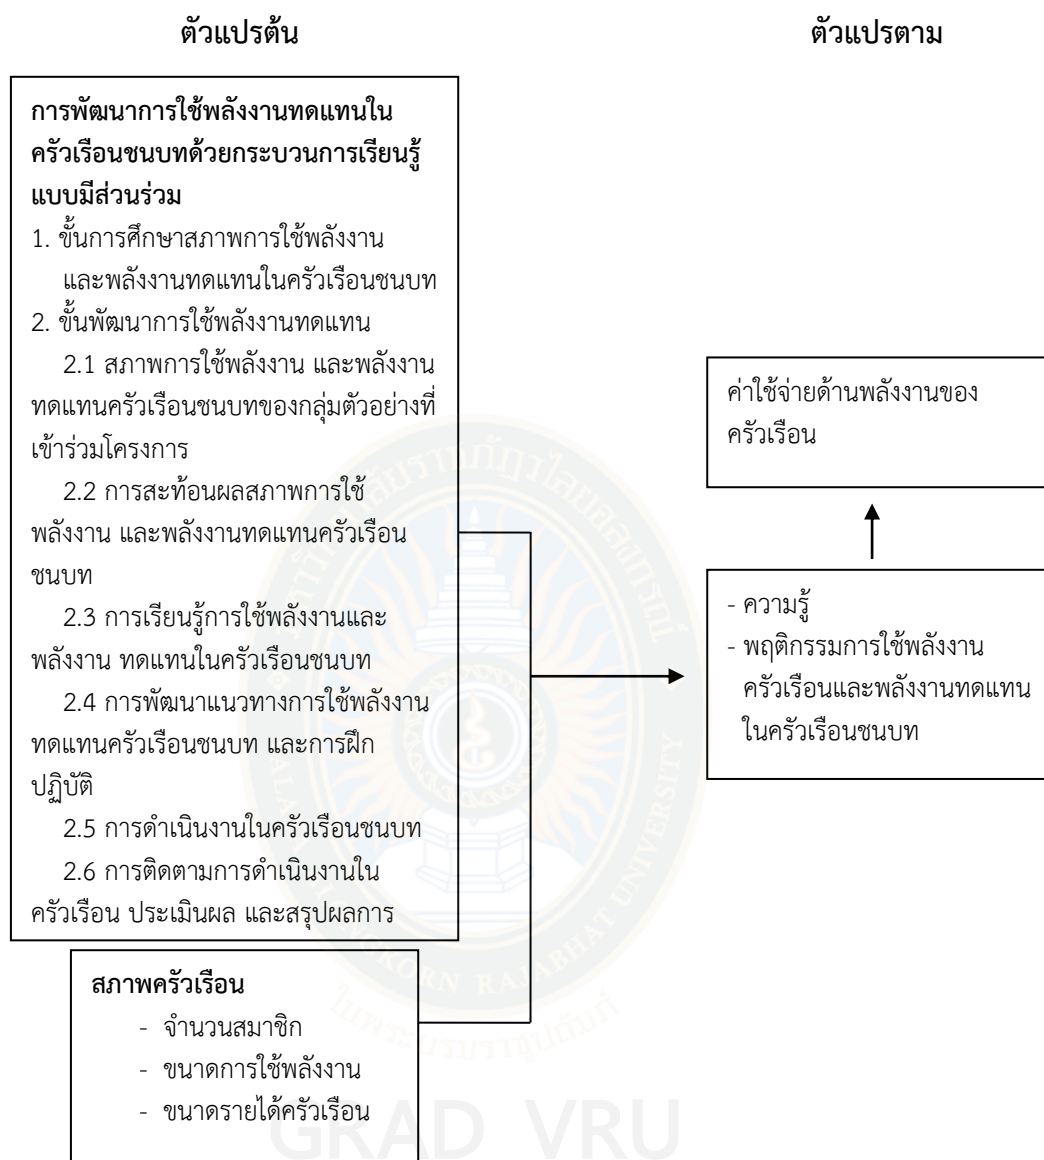 ตัวแปรต้น
ตัวแปรตาม
การพัฒนาการใช้พลังงานทดแทนใน
ครัวเรือนชนบทด้วยกระบวนการเรียนรู้
แบบมีส่วนร่วม
1. ขั้นการศึกษาสภาพการใช้พลังงาน
และพลังงานทดแทนในครัวเรือนชนบท
2. ขั้นพัฒนาการใช้พลังงานทดแทน
2.1 สภาพการใช้พลังงาน และพลังงาน
ทดแทนครัวเรือนชนบทของกลุ่มตัวอย่างที่
เข้าร่วมโครงการ
2.2 การสะท้อนผลสภาพการใช้
พลังงาน และพลังงานทดแทนครัวเรือน
ชนบท
2.3 การเรียนรู้การใช้พลังงานและ
พลังงาน ทดแทนในครัวเรือนชนบท
2.4 การพัฒนาแนวทางการใช้พลังงาน
ทดแทนครัวเรือนชนบท และการฝึก
ปฏิบัติ
2.5 การดำเนินงานในครัวเรือนชนบท
2.6 การติดตามการดำเนินงานใน
ครัวเรือน ประเมินผล และสรุปผลการ
สภาพครัวเรือน
- จำนวนสมาชิก
- ขนาดการใช้พลังงาน
- ขนาดรายได้ครัวเรือน
ค่าใช้จ่ายด้านพลังงานของ
ครัวเรือน
- ความรู้
- พฤติกรรมการใช้พลังงาน
ครัวเรือนและพลังงานทดแทน
ในครัวเรือนชนบท
RAJABHAT UNIVERSITY
ในพระบรมราชูปถัมภ์
GRAD VRU